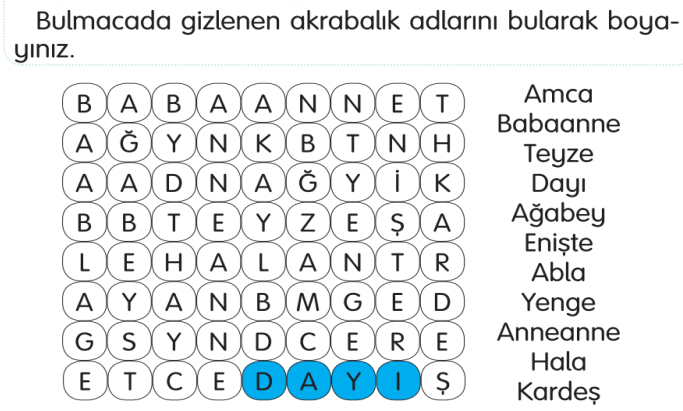 Bulmacada gizlenen akrabalık adlarını bularak boya-
yınız.
B A B A A N N E T
A Ğ Y N K B T N H
A A D N A Ğ Y İ K
B B T E Y Z E Ş A
L E H A L A N T R
A Y A N B M G E D
G S Y N D C E R E
E T C E D A Y I Ş
Amca
Babaanne
Teyze
Dayı
Ağabey
Enişte
Abla
Yenge
Anneanne
Hala
Kardeş